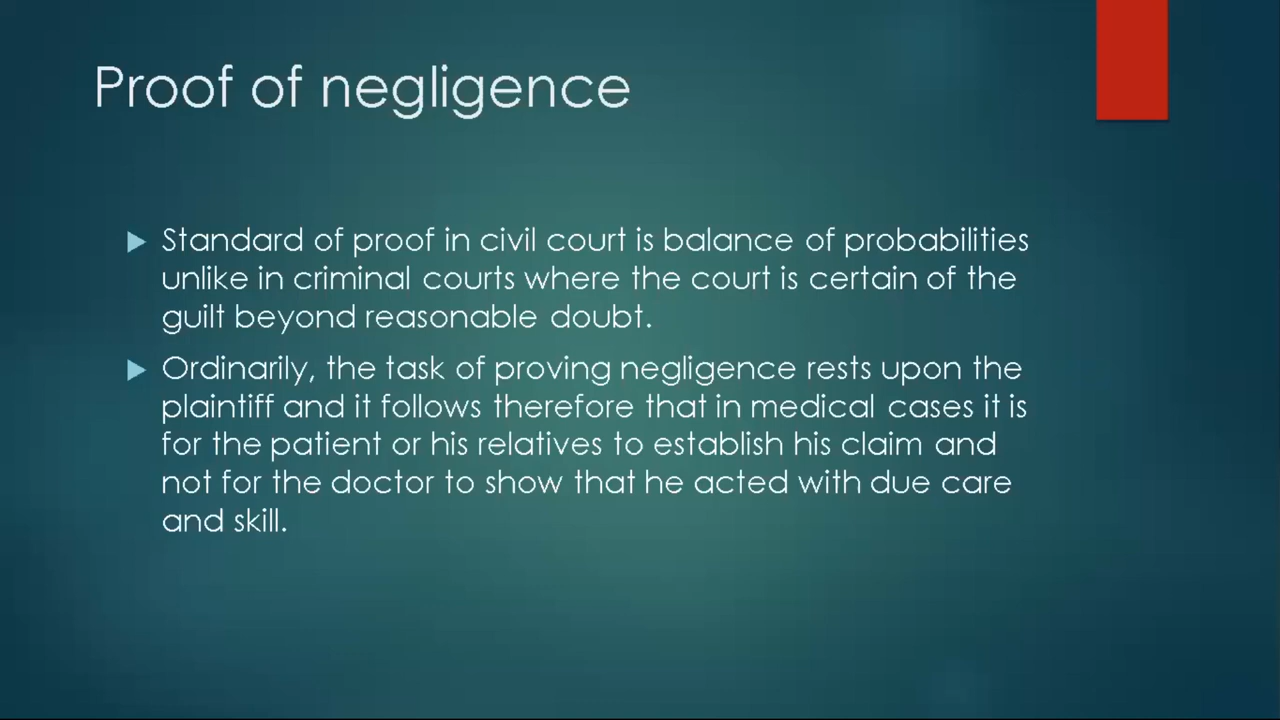 Proof of negligence
Standard of proof in civil court is balance of probabilities
unlike in criminal courts where the court is certain of the
guilt beyond reasonable doubt.
Ordinarily, the task of proving negligence rests upon the
plaintiff and it follows therefore that in medical cases it is
for the patient or his relatives to establish his claim and
not for the doctor to show that he acted with due care
and skill.